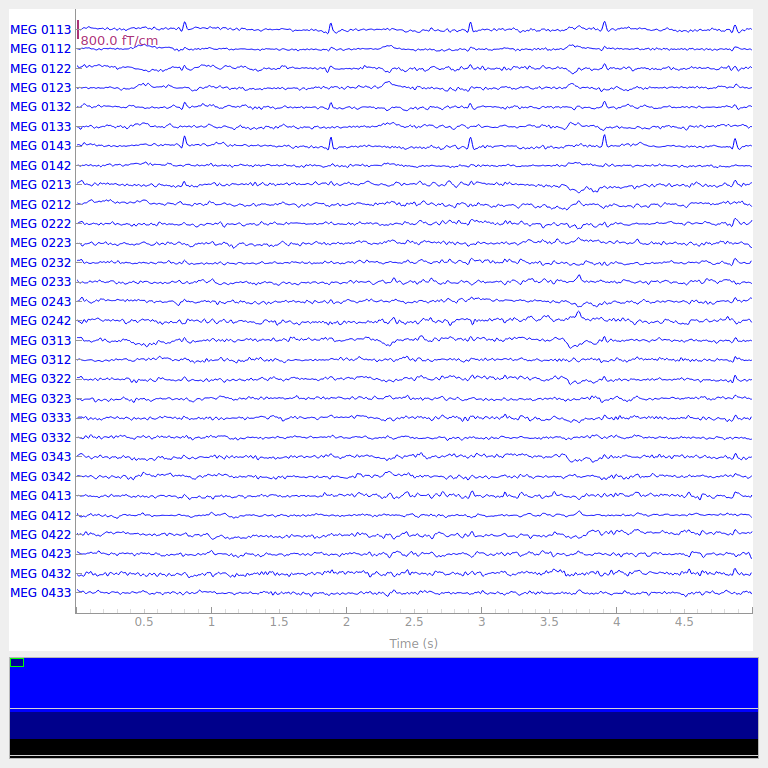 MEG 0113
800.0 fT/cm
MEG 0112
MEG 0122
MEG 0123
MEG 0132
MEG 0133
MEG 0143
MEG 0142
MEG 0213
MEG 0212
MEG 0222
MEG 0223
MEG 0232
MEG 0233
MEG 0243
MEG 0242
MEG 0313
MEG 0312
MEG 0322
MEG 0323
MEG 0333
MEG 0332
MEG 0343
MEG 0342
MEG 0413
MEG 0412
MEG 0422
MEG 0423
MEG 0432
MEG 0433
0.5 1 1.5 2 2.5 3 3.5 4 4.5
Time (s)